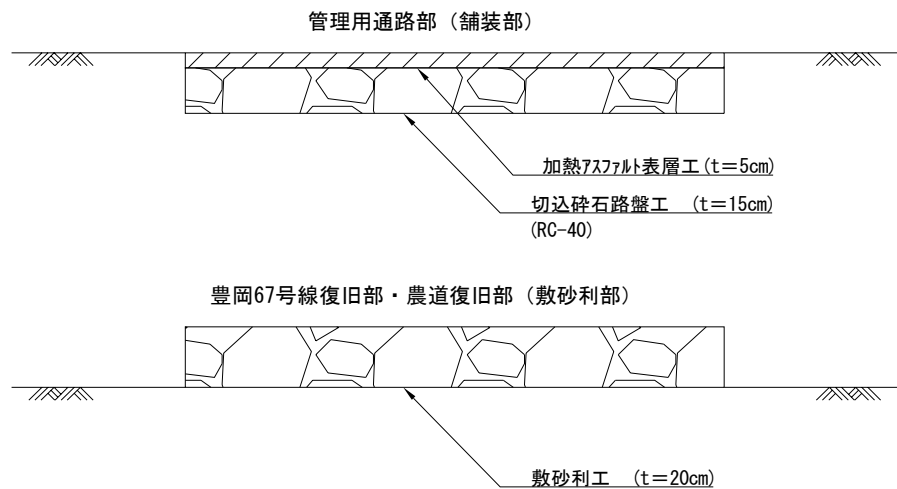 管理用通路部（舗装部）
加熱ｱｽﾌｧﾙﾄ表層工(t=5cm)
切込砕石路盤工　(t=15cm)
(RC-40)
豊岡67号線復旧部・農道復旧部（敷砂利部）
敷砂利工　(t=20cm)